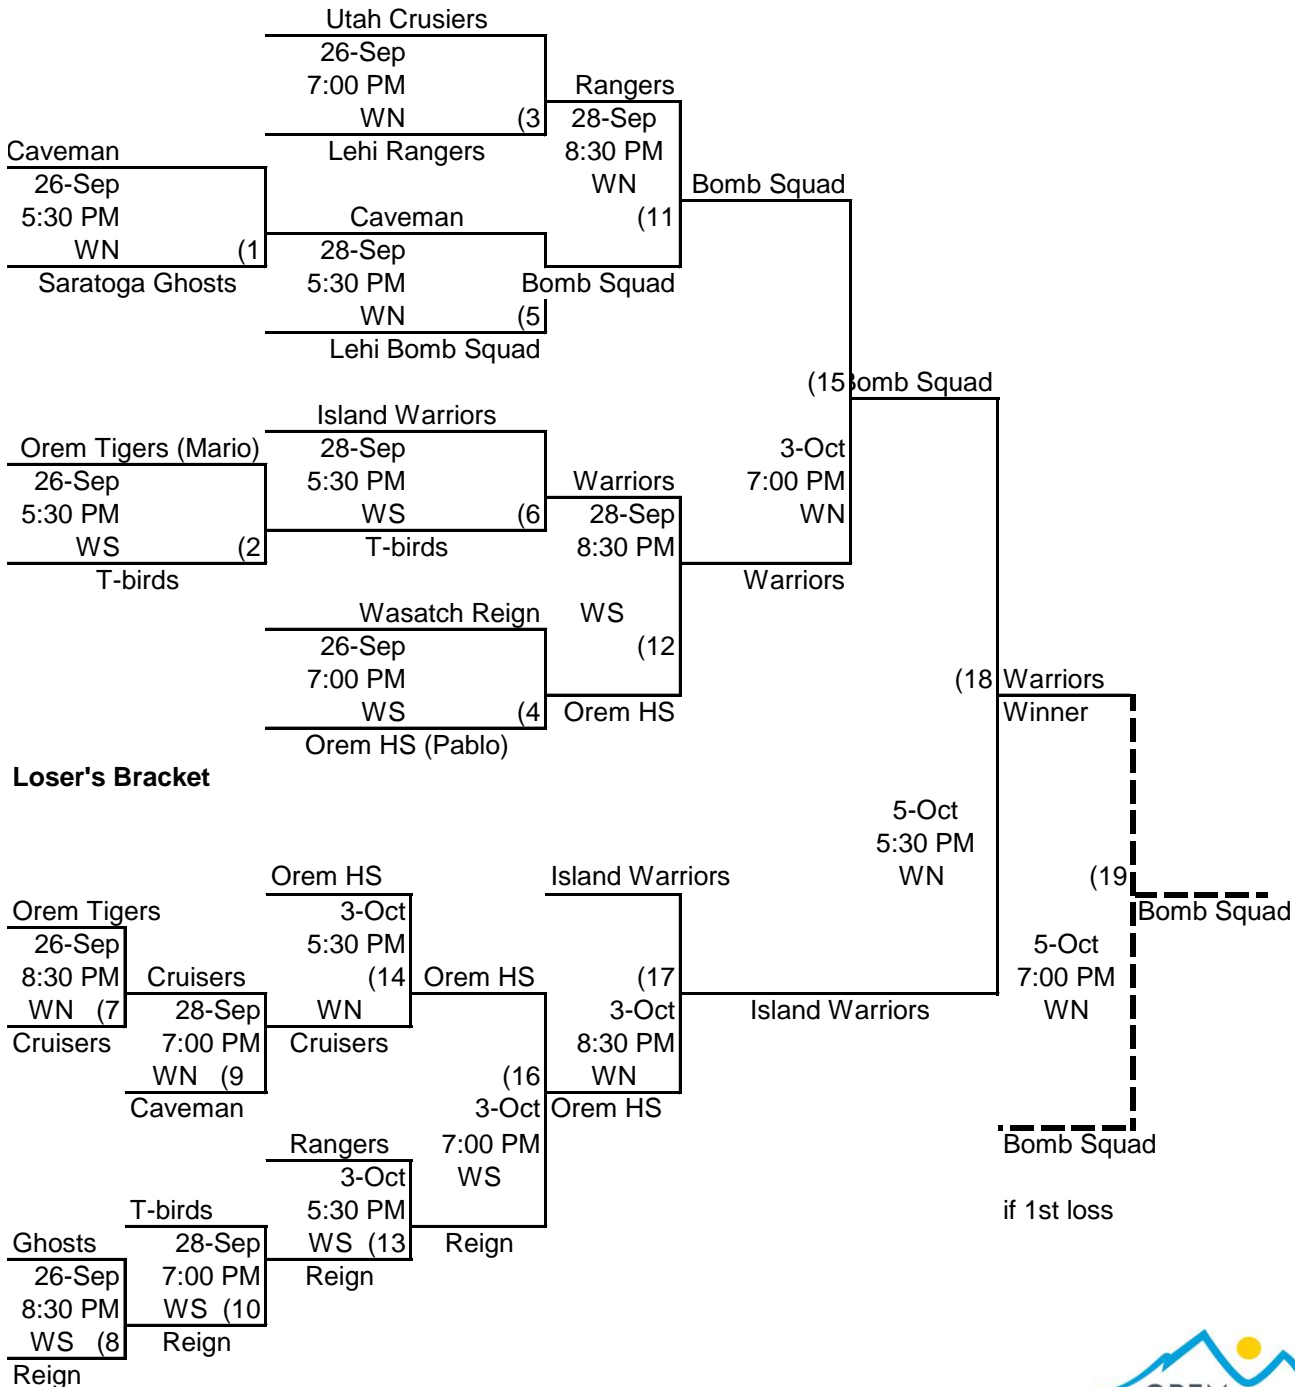 Utah Crusiers
26-Sep
7:00 PM
WN (3
Lehi Rangers
Rangers
28-Sep
8:30 PM
WN
(11
Caveman
26-Sep
5:30 PM
WN (1
Saratoga Ghosts
Caveman
28-Sep
5:30 PM
WN (5
Lehi Bomb Squad
Bomb Squad
Bomb Squad
(15
Bomb Squad
3-Oct
7:00 PM
WN
Island Warriors
28-Sep
5:30 PM
WS (6
T-birds
Orem Tigers (Mario)
26-Sep
5:30 PM
WS (2
T-birds
Warriors
28-Sep
8:30 PM
WS
(12
Warriors
Wasatch Reign
26-Sep
7:00 PM
WS (4
Orem HS (Pablo)
Orem HS
(18
Warriors
Winner
5-Oct
5:30 PM
WN
Loser's Bracket
Orem HS
3-Oct
5:30 PM
(14
WN
Cruisers
Orem Tigers
26-Sep
8:30 PM
WN (7
Cruisers
Cruisers
28-Sep
7:00 PM
WN (9
Caveman
Orem HS
(16
3-Oct
7:00 PM
WS
Island Warriors
(17
3-Oct
8:30 PM
WN
Orem HS
Island Warriors
(19
5-Oct
7:00 PM
WN
Bomb Squad
Bomb Squad
if 1st loss
Rangers
3-Oct
5:30 PM
WS (13
Reign
Reign
T-birds
28-Sep
7:00 PM
WS (10
Reign
Ghosts
26-Sep
8:30 PM
WS (8
Reign